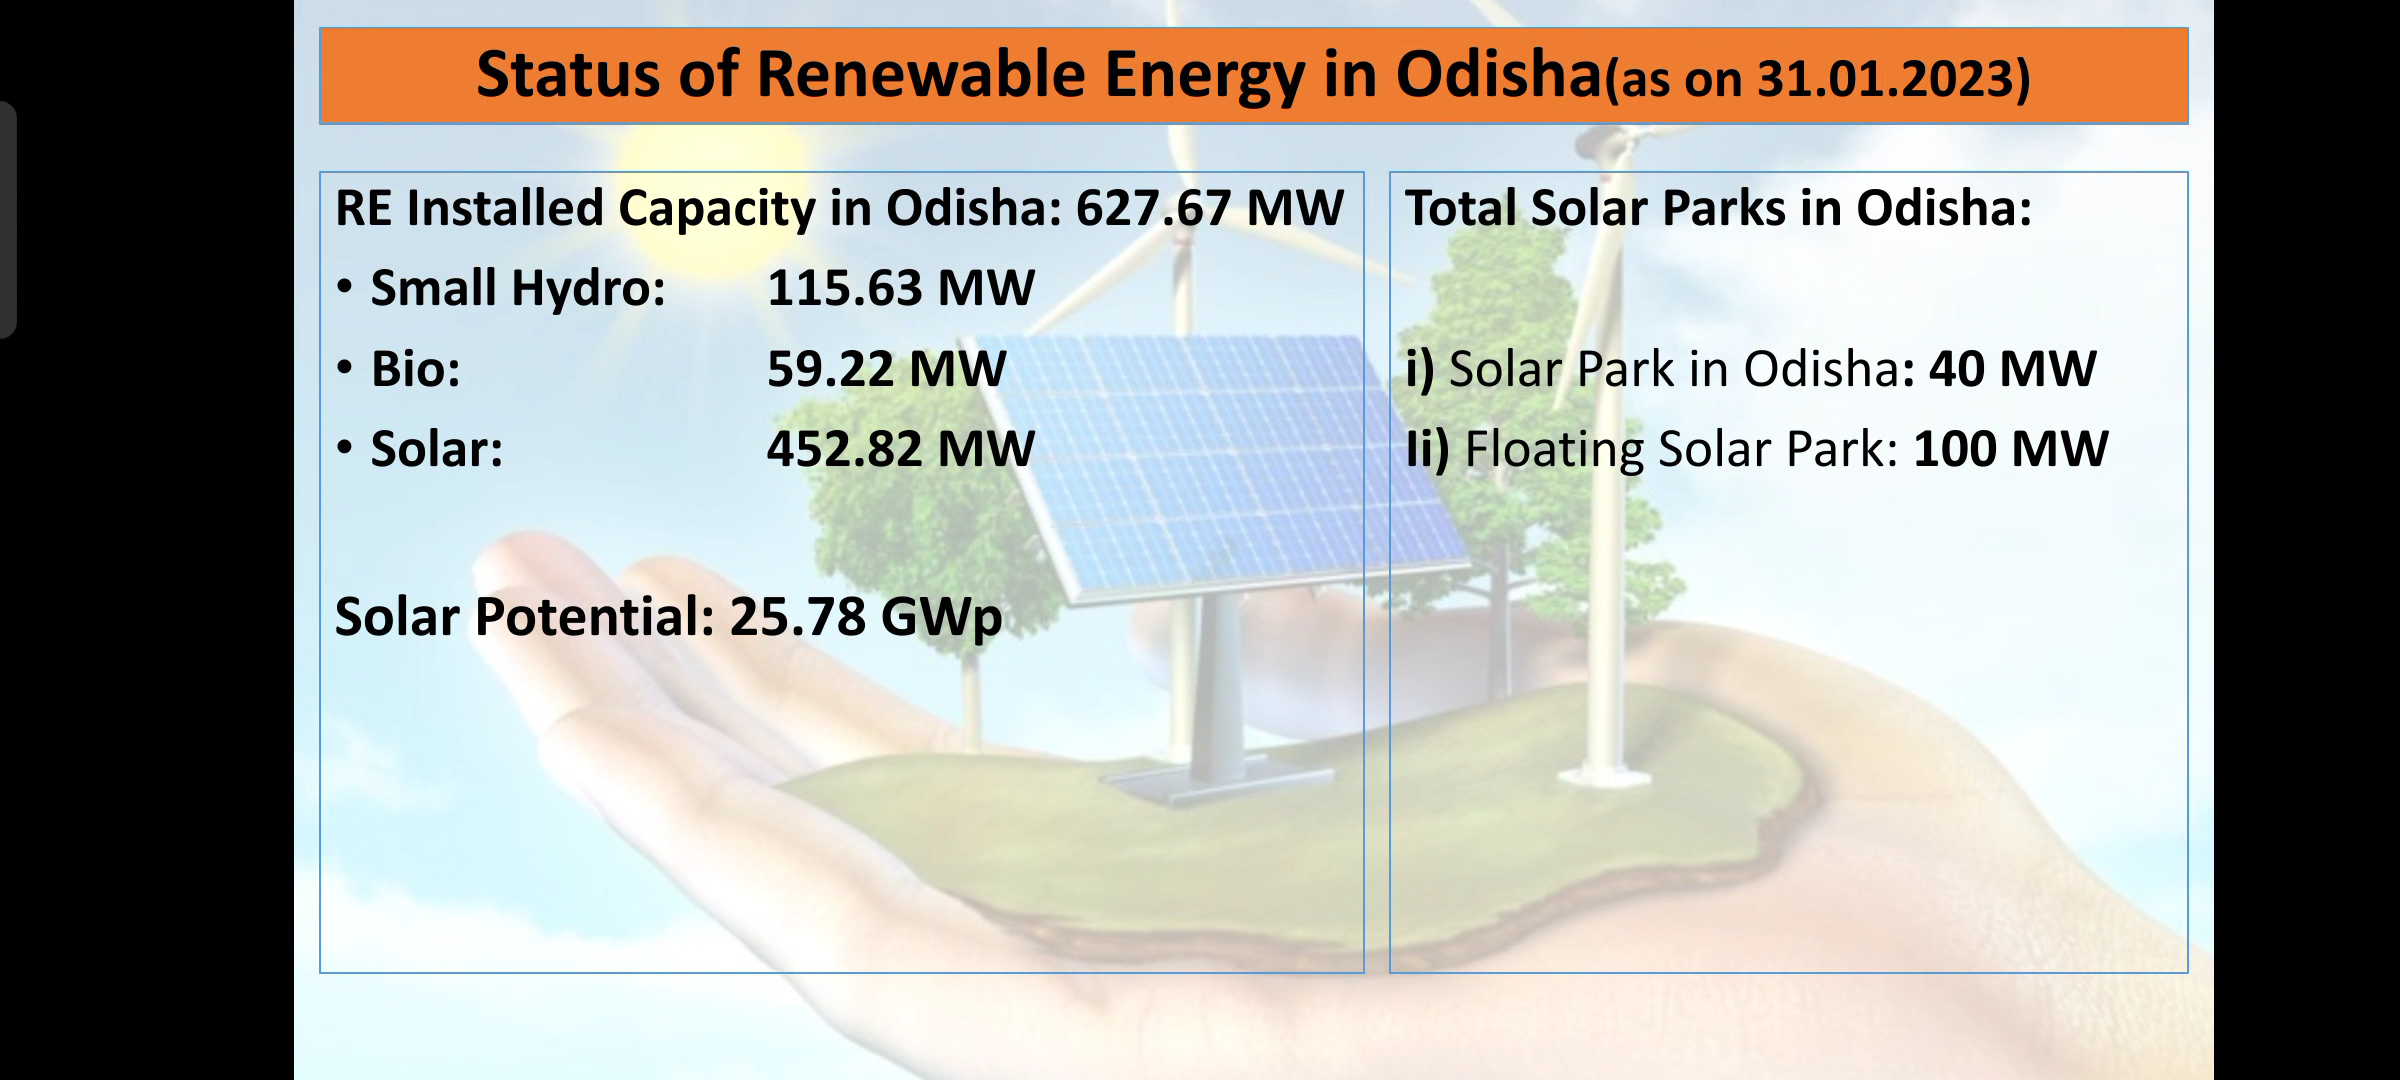 Status of Renewable Energy in Odisha(as on 31.01.2023)
RE Installed Capacity in Odisha: 627.67 MW
• Small Hydro: 115.63 MW
• Bio: 59.22 MW
• Solar: 452.82 MW
Solar Potential: 25.78 GWp
Total Solar Parks in Odisha:
i) Solar Park in Odisha: 40 MW
Ii) Floating Solar Park: 100 MW